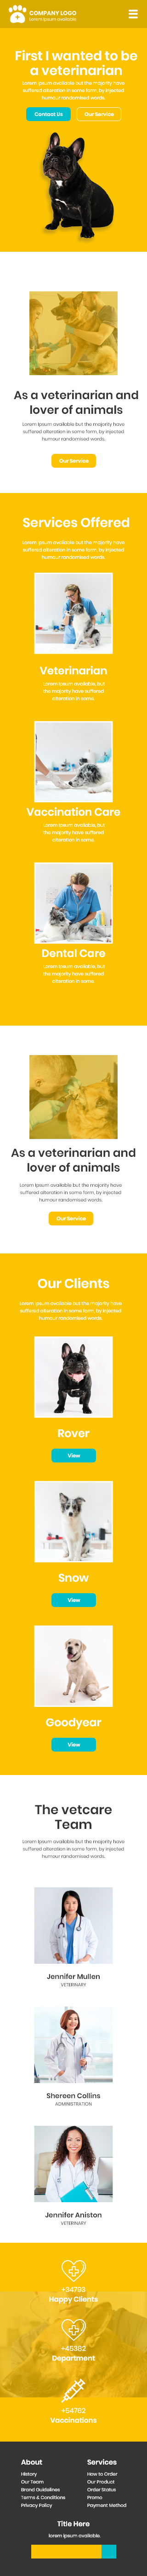 COMPANY LOGO
lorem ipsum available
First I wanted to be
a veterinarian
Lorem Ipsum available but the majority have
suffered alteration in some form, by injected
humour randomised words.
Contact Us
Our Service
As a veterinarian and
lover of animals
Lorem Ipsum available but the majority have
suffered alteration in some form, by injected
humour randomised words.
Our Service
Services Offered
Lorem Ipsum available but the majority have
suffered alteration in some form, by injected
humour randomised words.
Veterinarian
Lorem Ipsum available, but
the majority have suffered
alteration in some.
Vaccination Care
Lorem Ipsum available, but
the majority have suffered
alteration in some.
Dental Care
Lorem Ipsum available, but
the majority have suffered
alteration in some.
As a veterinarian and
lover of animals
Lorem Ipsum available but the majority have
suffered alteration in some form, by injected
humour randomised words.
Our Service
Our Clients
Lorem Ipsum available but the majority have
suffered alteration in some form, by injected
humour randomised words.
Rover
View
Snow
View
Goodyear
View
The vetcare
Team
Lorem Ipsum available but the majority have
suffered alteration in some form, by injected
humour randomised words.
Jennifer Mullen
VETERINARY
Shereen Collins
ADMINISTRATION
Jennifer Aniston
VETERINARY
+34793
Happy Clients
+45382
Department
+54762
Vaccinations
About
Services
History
How to Order
Our Team
Our Product
Brand Guidelines
Order Status
Terms & Conditions
Promo
Privacy Policy
Payment Method
Title Here
lorem ipsum available.